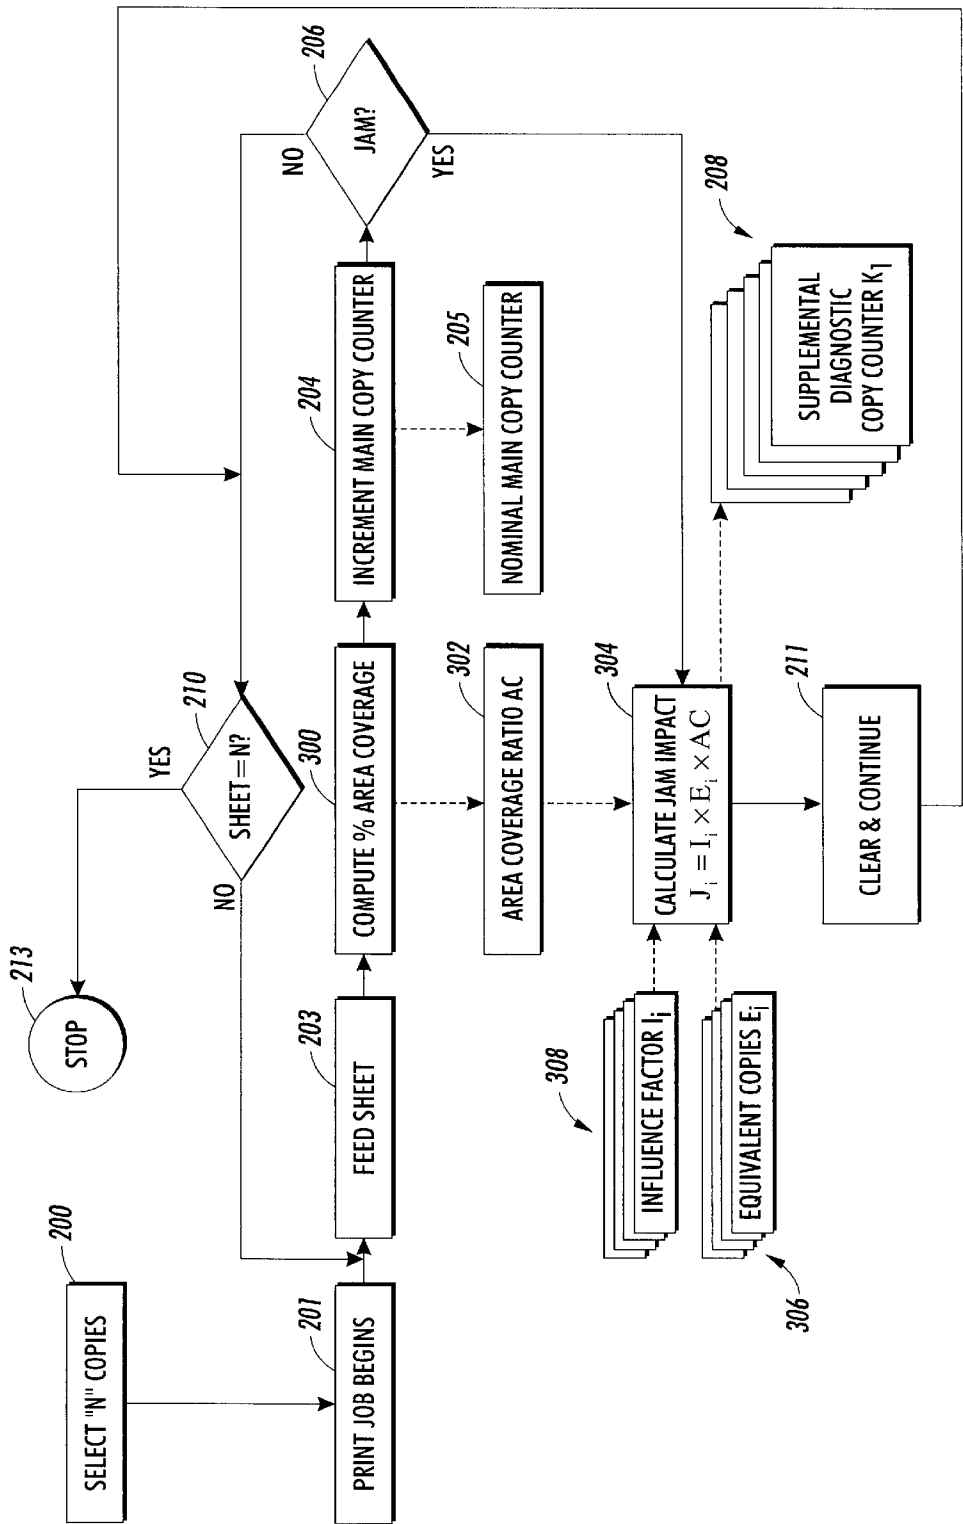 200
SELECT "N" COPIES
213
STOP
YES
210
SHEET = N?
NO
201
PRINT JOB BEGINS
203
FEED SHEET
300
COMPUTE % AREA COVERAGE
204
INCREMENT MAIN COPY COUNTER
206
JAM?
NO
YES
302
AREA COVERAGE RATIO AC
205
NOMINAL MAIN COPY COUNTER
308
INFLUENCE FACTOR Ii
EQUIVALENT COPIES Ei
306
304
CALCULATE JAM IMPACT
Ji = Ii × Ei × AC
208
SUPPLEMENTAL
DIAGNOSTIC
COPY COUNTER K1
211
CLEAR & CONTINUE